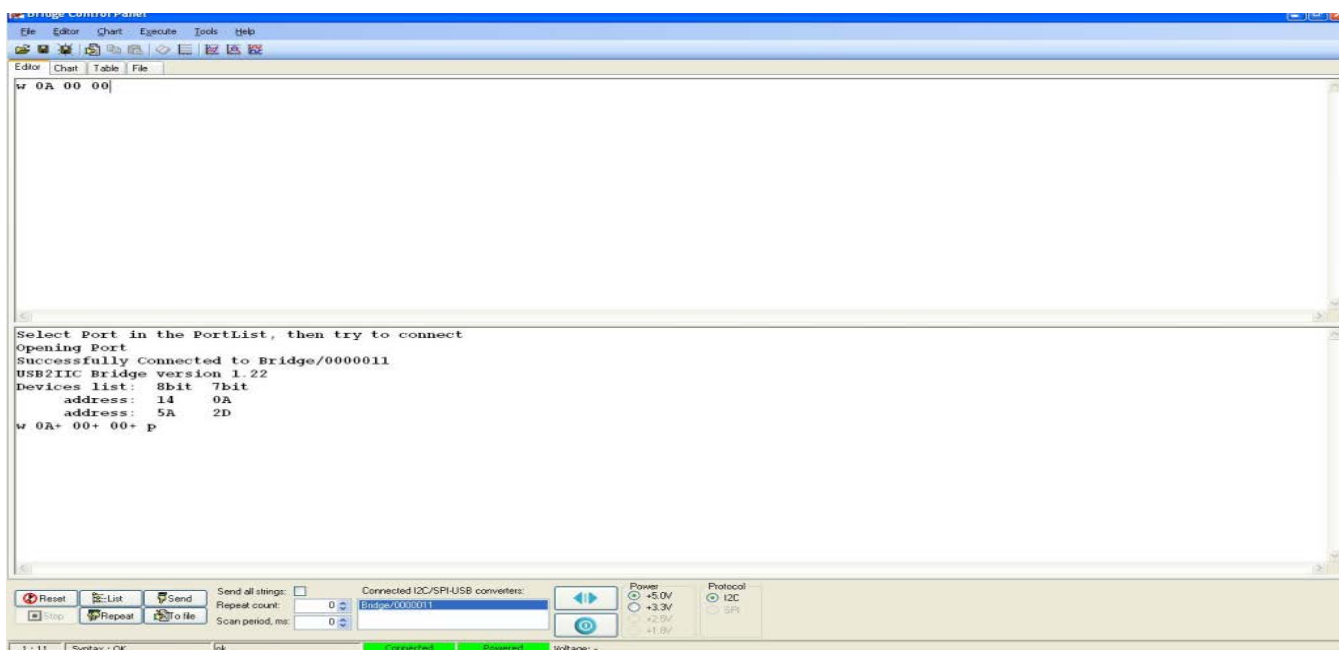 Bridge Control Panel
File Editor Chart Execute Tools Help
Editor Chart Table File
w 0A 00 00
Select Port in the PortList, then try to connect
Opening Port
Successfully Connected to Bridge/0000011
USB2IIC Bridge version 1.22
Devices list: 8bit 7bit
address: 14 0A
address: 5A 2D
w 0A+ 00+ 00+ p
Reset List Send Send all strings: Connected I2C/SPI-USB converters: Power Protocol
Stop Repeat To file Repeat count: 0 Bridge/0000011 +5.0V I2C
Scan period, ms: 0 +3.3V SPI
+2.5V
+1.8V
1 : 11 Syntax : OK ok Connected Powered Voltage: -